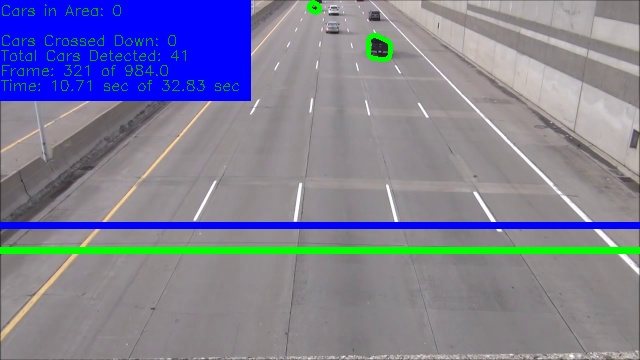 Cars in Area: 0
Cars Crossed Down: 0
Total Cars Detected: 41
Frame: 321 of 984.0
Time: 10.71 sec of 32.83 sec